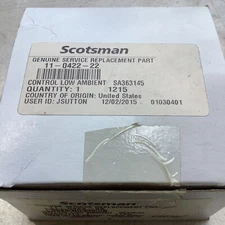 Scotsman
GENUINE SERVICE REPLACEMENT PART
11-0422-22
CONTROL LOW AMBIENT SA363145
QUANTITY: 1 1215
COUNTRY OF ORIGIN: United States
USER ID: JSUTTON 12/02/2015 01030401
Scotsman